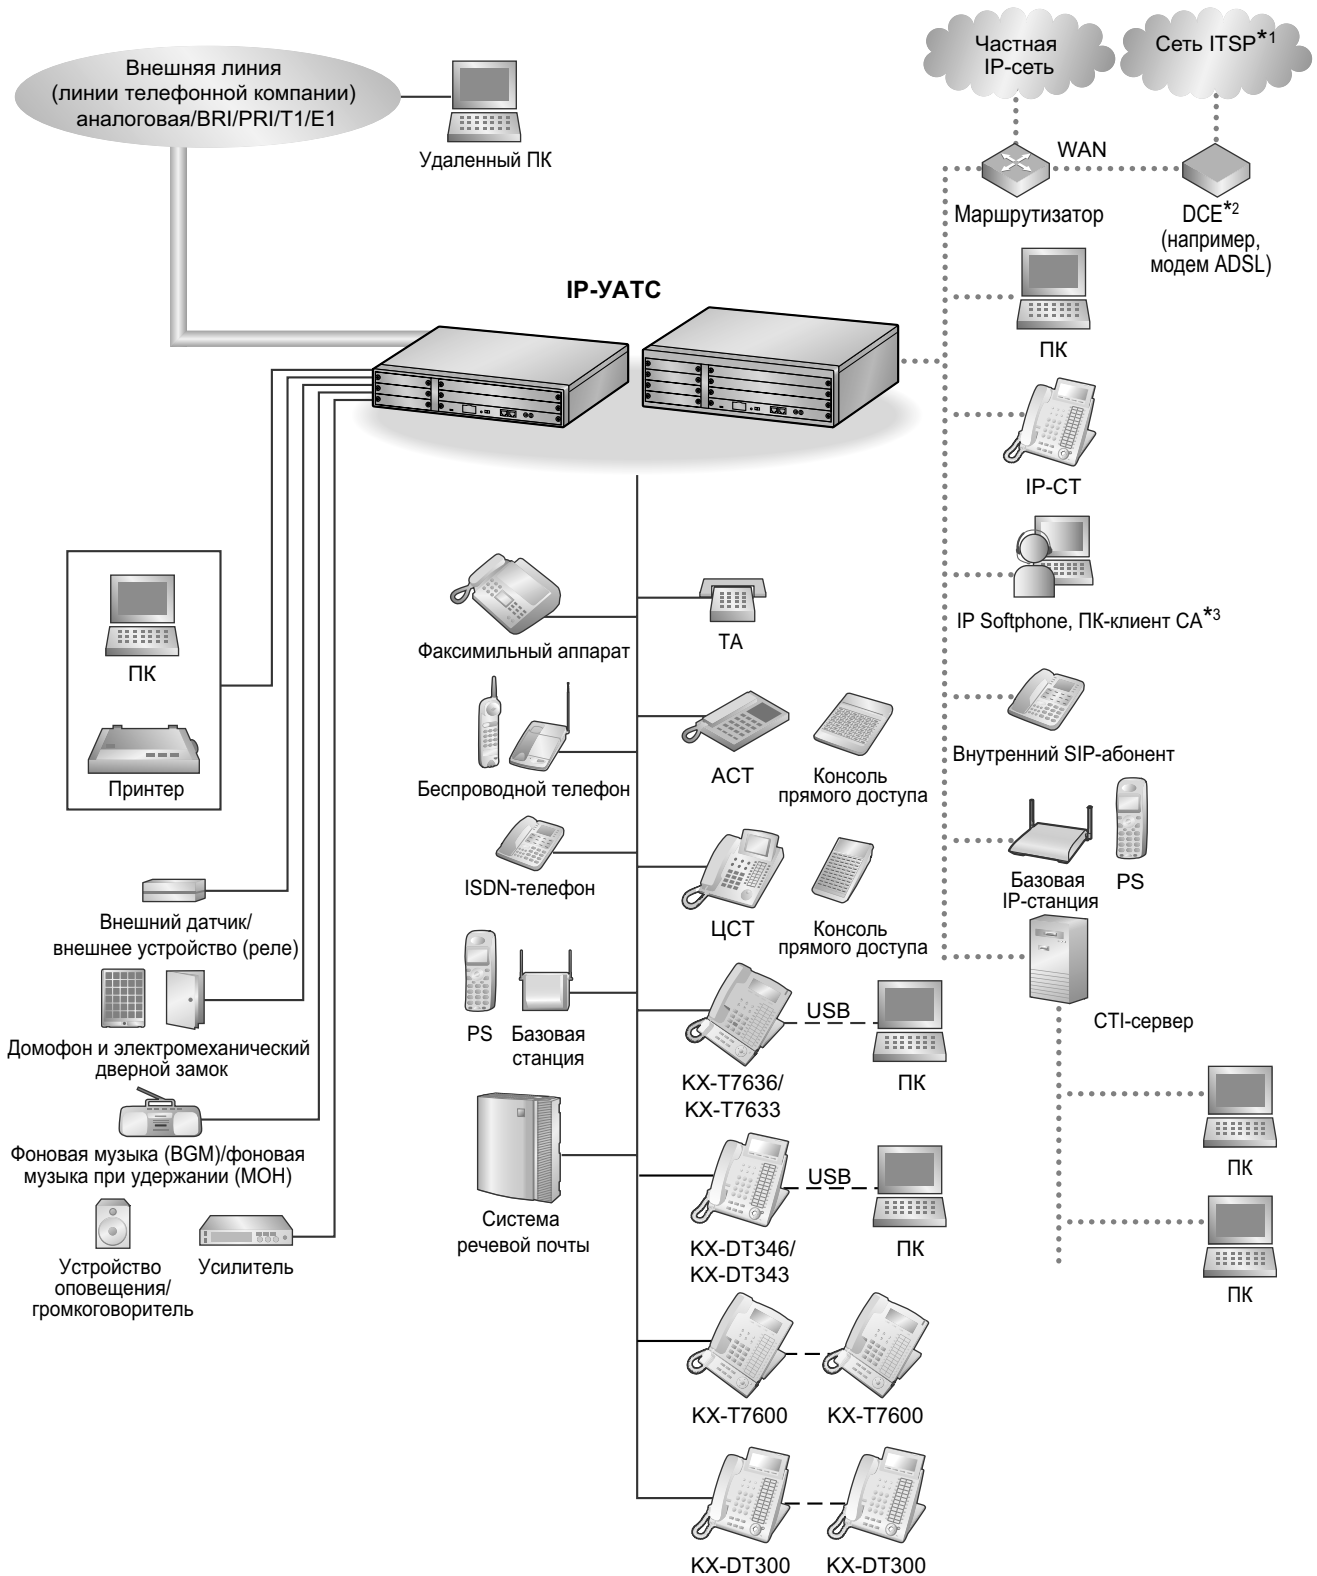 Внешняя линия
(линии телефонной компании)
аналоговая/BRI/PRI/T1/E1
Удаленный ПК
Частная
IP-сеть
Сеть ITSP*1
WAN
Маршрутизатор
DCE*2
(например,
модем ADSL)
IP-УАТС
ПК
IP-СТ
IP Softphone, ПК-клиент CA*3
Внутренний SIP-абонент
Базовая
IP-станция
PS
CTI-сервер
ПК
ПК
ПК
Принтер
Внешний датчик/
внешнее устройство (реле)
Домофон и электромеханический
дверной замок
Фоновая музыка (BGM)/фоновая
музыка при удержании (MOH)
Устройство
оповещения/
громкоговоритель
Усилитель
Факсимильный аппарат
Беспроводной телефон
ISDN-телефон
PS
Базовая
станция
Система
речевой почты
ТА
АСТ
Консоль
прямого доступа
ЦСТ
Консоль
прямого доступа
USB
KX-T7636/
KX-T7633
ПК
USB
KX-DT346/
KX-DT343
ПК
KX-T7600
KX-T7600
KX-DT300
KX-DT300